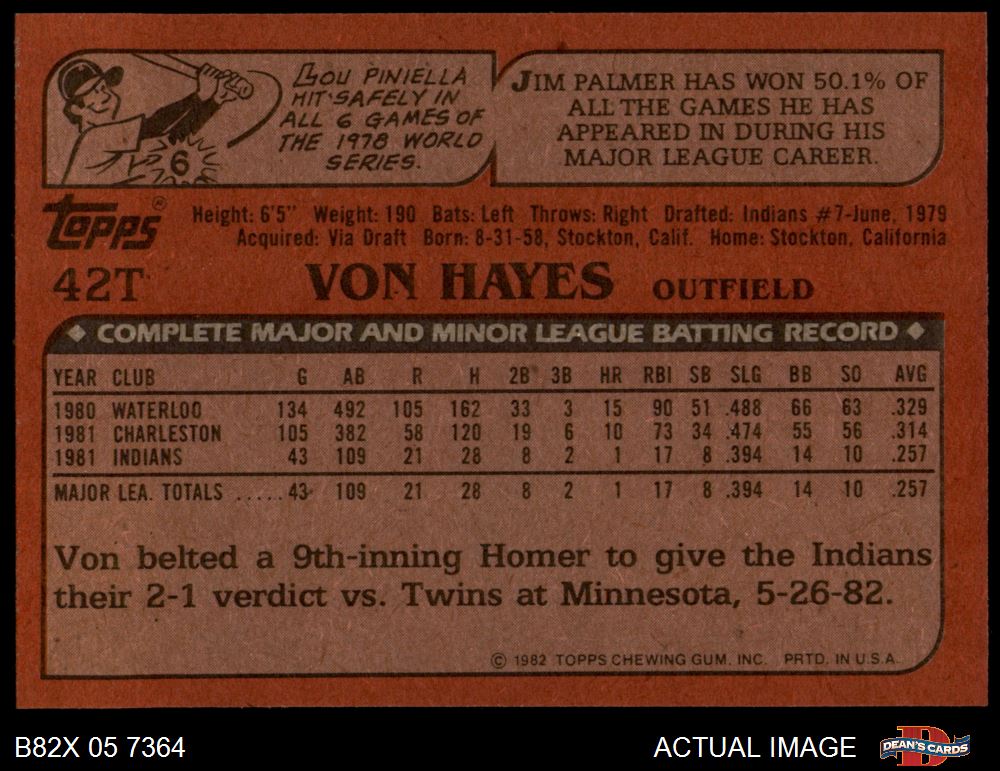 LOU PINIELLA
HIT SAFELY IN
ALL 6 GAMES OF
THE 1978 WORLD
SERIES.
6
JIM PALMER HAS WON 50.1% OF
ALL THE GAMES HE HAS
APPEARED IN DURING HIS
MAJOR LEAGUE CAREER.
Topps®
Height: 6'5" Weight: 190 Bats: Left Throws: Right Drafted: Indians #7-June, 1979
Acquired: Via Draft Born: 8-31-58, Stockton, Calif. Home: Stockton, California
42T VON HAYES OUTFIELD
◆ COMPLETE MAJOR AND MINOR LEAGUE BATTING RECORD ◆
YEAR CLUB G AB R H 2B 3B HR RBI SB SLG BB SO AVG
1980 WATERLOO 134 492 105 162 33 3 15 90 51 .488 66 63 .329
1981 CHARLESTON 105 382 58 120 19 6 10 73 34 .474 55 56 .314
1981 INDIANS 43 109 21 28 8 2 1 17 8 .394 14 10 .257
MAJOR LEA. TOTALS ..... 43 109 21 28 8 2 1 17 8 .394 14 10 .257
Von belted a 9th-inning Homer to give the Indians
their 2-1 verdict vs. Twins at Minnesota, 5-26-82.
© 1982 TOPPS CHEWING GUM, INC. PRTD. IN U.S.A.
B82X 05 7364 ACTUAL IMAGE D DEAN'S CARDS